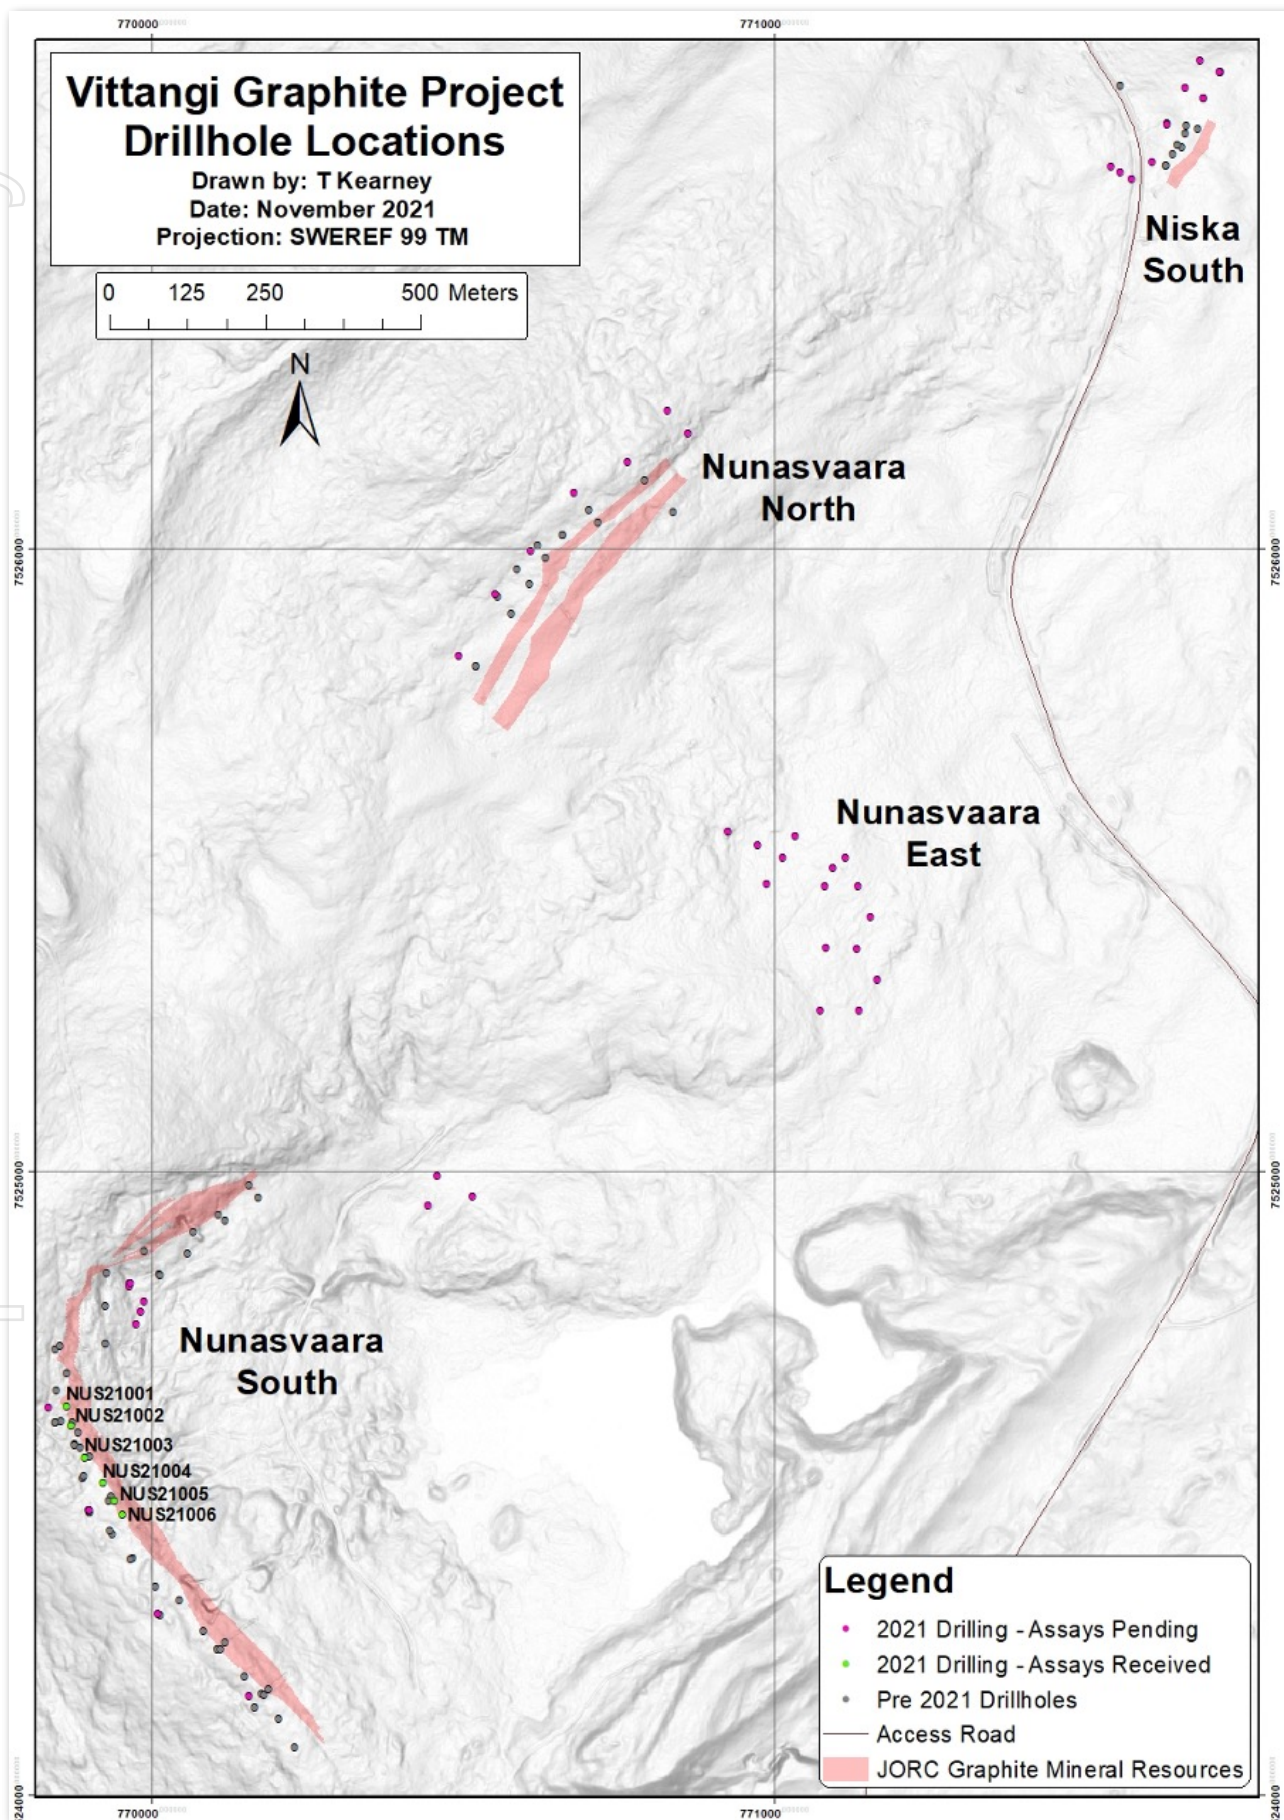 770000
771000
Vittangi Graphite Project
Drillhole Locations
Drawn by: T Kearney
Date: November 2021
Projection: SWEREF 99 TM
0 125 250 500 Meters
N
Niska
South
Nunasvaara
North
7526000
7526000
Nunasvaara
East
7525000
7525000
Nunasvaara
South
NUS21001
NUS21002
NUS21003
NUS21004
NUS21005
NUS21006
Legend
2021 Drilling - Assays Pending
2021 Drilling - Assays Received
Pre 2021 Drillholes
Access Road
JORC Graphite Mineral Resources
24000
24000
770000
771000